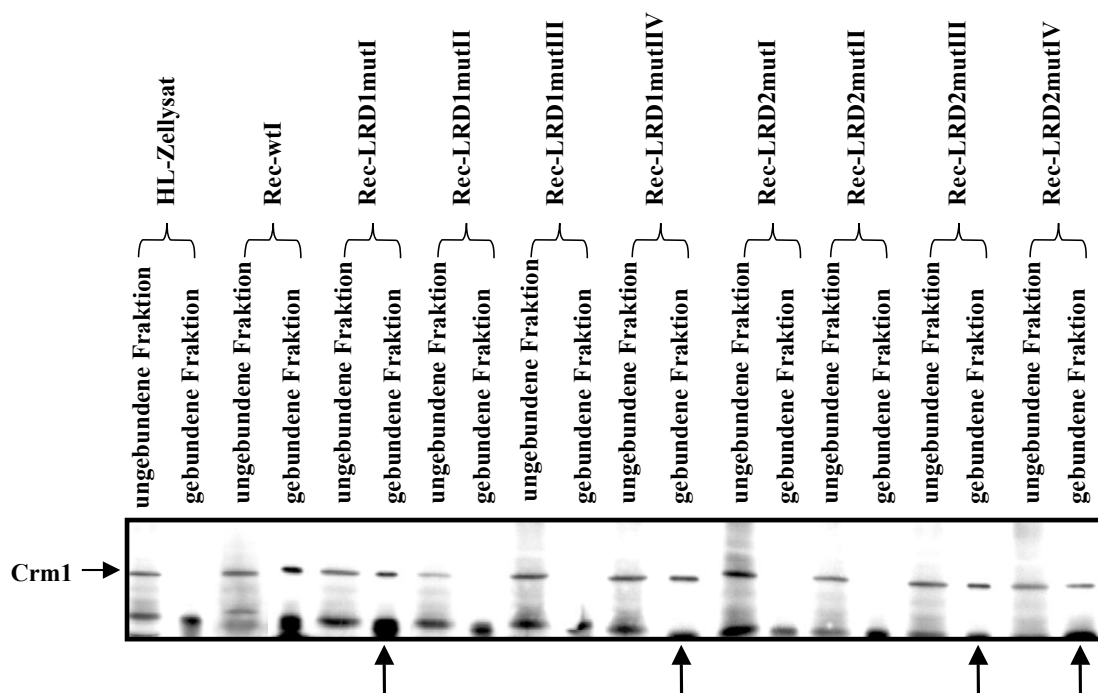 HL-Zellysat
Rec-wtI
Rec-LRD1mutI
Rec-LRD1mutII
Rec-LRD1mutIII
Rec-LRD1mutIIV
Rec-LRD2mutI
Rec-LRD2mutII
Rec-LRD2mutIII
Rec-LRD2mutIV
ungebundene Fraktion
gebundene Fraktion
ungebundene Fraktion
gebundene Fraktion
ungebundene Fraktion
gebundene Fraktion
ungebundene Fraktion
gebundene Fraktion
ungebundene Fraktion
gebundene Fraktion
ungebundene Fraktion
gebundene Fraktion
ungebundene Fraktion
gebundene Fraktion
ungebundene Fraktion
gebundene Fraktion
ungebundene Fraktion
gebundene Fraktion
ungebundene Fraktion
gebundene Fraktion
Crm1